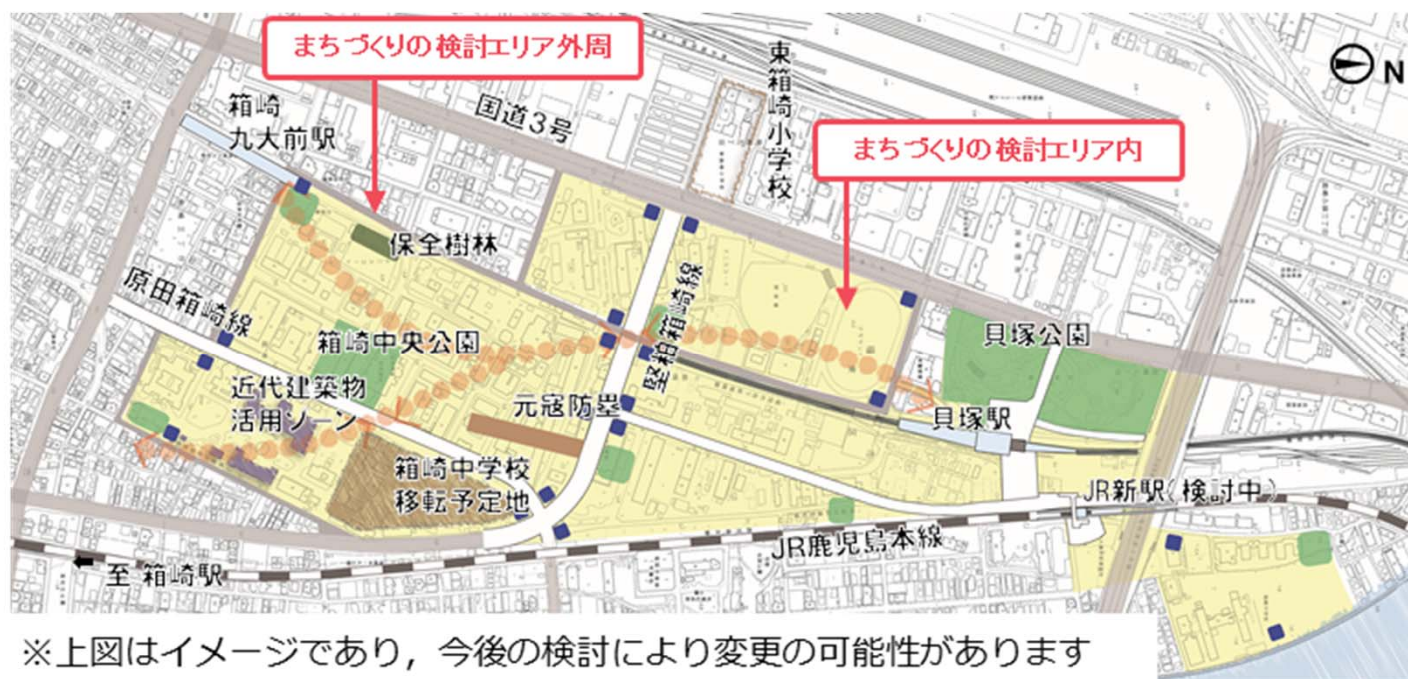 まちづくりの検討エリア外周
東箱崎小学校
N
箱崎
九大前駅
国道3号
まちづくりの検討エリア内
保全樹林
原田箱崎線
箱崎中央公園
堅粕箱崎線
貝塚公園
近代建築物
活用ゾーン
元寇防塁
貝塚駅
箱崎中学校
移転予定地
JR新駅(検討中)
JR鹿児島本線
至 箱崎駅
※上図はイメージであり，今後の検討により変更の可能性があります